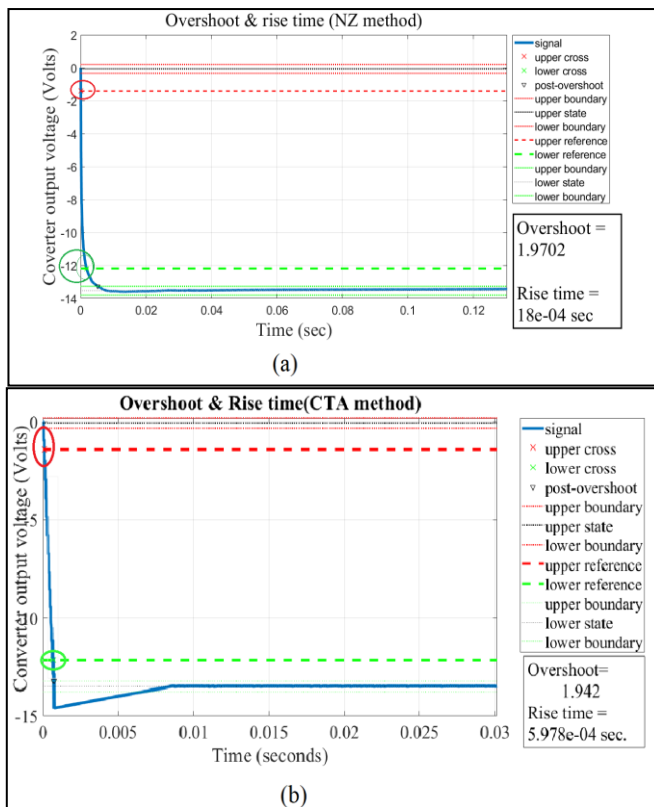 Overshoot & rise time (NZ method)
Coverter output voltage (Volts)
2
0
-2
-4
-6
-8
-10
-12
-14
0
0.02
0.04
0.06
0.08
0.1
0.12
Time (sec)
signal
upper cross
lower cross
post-overshoot
upper boundary
upper state
lower boundary
upper reference
lower reference
upper boundary
lower state
lower boundary
Overshoot =
1.9702
Rise time =
18e-04 sec
(a)
Overshoot & Rise time(CTA method)
Converter output voltage (Volts)
0
-5
-10
-15
0
0.005
0.01
0.015
0.02
0.025
0.03
Time (seconds)
signal
upper cross
lower cross
post-overshoot
upper boundary
upper state
lower boundary
upper reference
lower reference
upper boundary
lower state
lower boundary
Overshoot=
1.942
Rise time =
5.978e-04 sec.
(b)